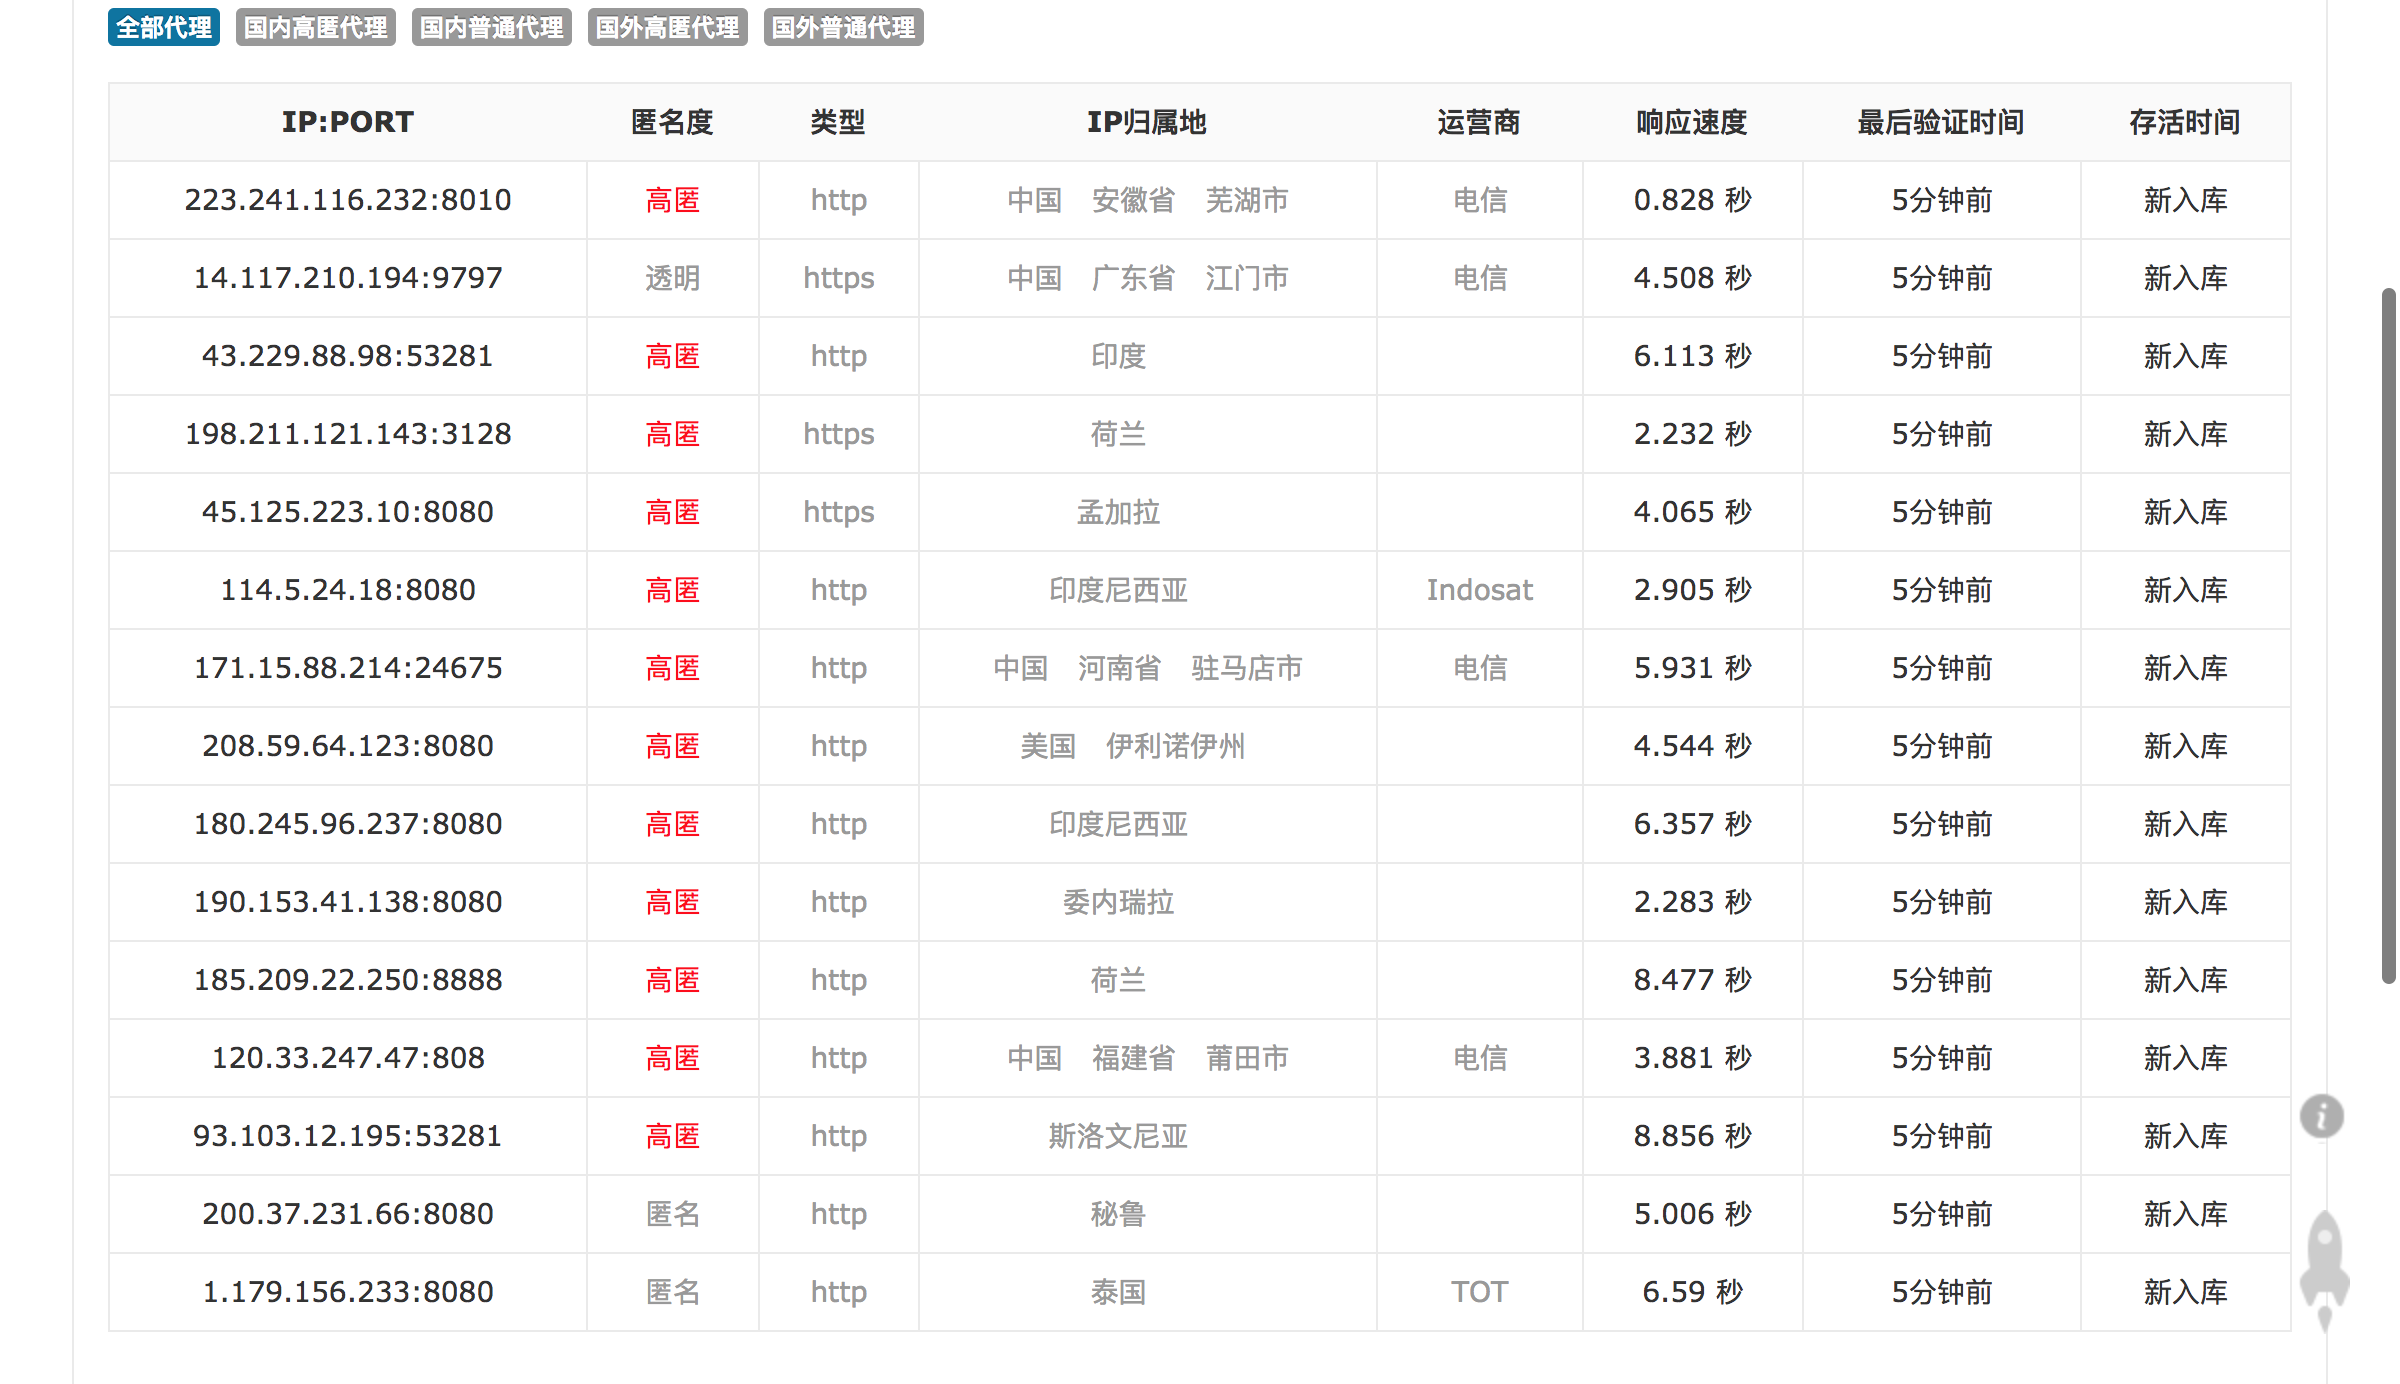 全部代理 国内高匿代理 国内普通代理 国外高匿代理 国外普通代理
IP:PORT 匿名度 类型 IP归属地 运营商 响应速度 最后验证时间 存活时间
223.241.116.232:8010 高匿 http 中国 安徽省 芜湖市 电信 0.828 秒 5分钟前 新入库
14.117.210.194:9797 透明 https 中国 广东省 江门市 电信 4.508 秒 5分钟前 新入库
43.229.88.98:53281 高匿 http 印度 6.113 秒 5分钟前 新入库
198.211.121.143:3128 高匿 https 荷兰 2.232 秒 5分钟前 新入库
45.125.223.10:8080 高匿 https 孟加拉 4.065 秒 5分钟前 新入库
114.5.24.18:8080 高匿 http 印度尼西亚 Indosat 2.905 秒 5分钟前 新入库
171.15.88.214:24675 高匿 http 中国 河南省 驻马店市 电信 5.931 秒 5分钟前 新入库
208.59.64.123:8080 高匿 http 美国 伊利诺伊州 4.544 秒 5分钟前 新入库
180.245.96.237:8080 高匿 http 印度尼西亚 6.357 秒 5分钟前 新入库
190.153.41.138:8080 高匿 http 委内瑞拉 2.283 秒 5分钟前 新入库
185.209.22.250:8888 高匿 http 荷兰 8.477 秒 5分钟前 新入库
120.33.247.47:808 高匿 http 中国 福建省 莆田市 电信 3.881 秒 5分钟前 新入库
93.103.12.195:53281 高匿 http 斯洛文尼亚 8.856 秒 5分钟前 新入库
200.37.231.66:8080 匿名 http 秘鲁 5.006 秒 5分钟前 新入库
1.179.156.233:8080 匿名 http 泰国 TOT 6.59 秒 5分钟前 新入库